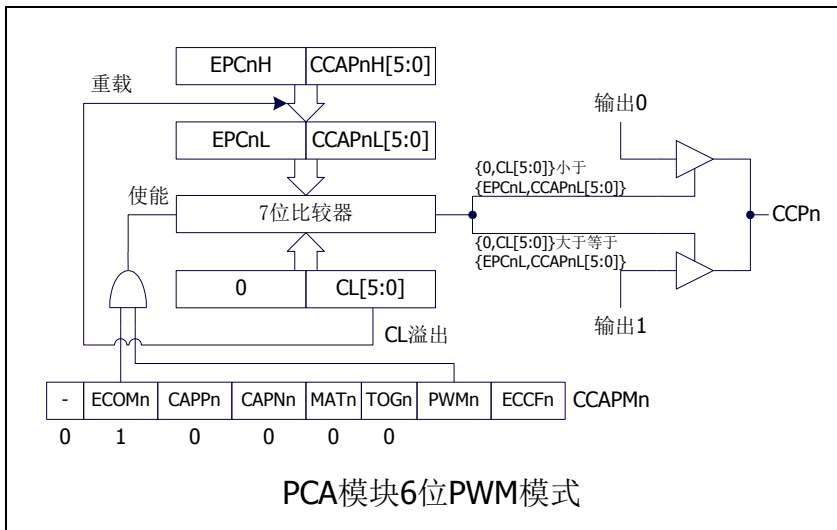 EPCnH CCAPnH[5:0]
重载
输出0
EPCnL CCAPnL[5:0]
{0,CL[5:0]}小于
{EPCnL,CCAPnL[5:0]}
使能
7位比较器
CCPn
{0,CL[5:0]}大于等于
{EPCnL,CCAPnL[5:0]}
0 CL[5:0]
输出1
CL溢出
- ECOMn CAPPn CAPNn MATn TOGn PWMn ECCFn CCAPMn
0 1 0 0 0 0
PCA模块6位PWM模式